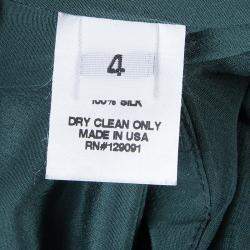 4
100% SILK
DRY CLEAN ONLY
MADE IN USA
RN#129091